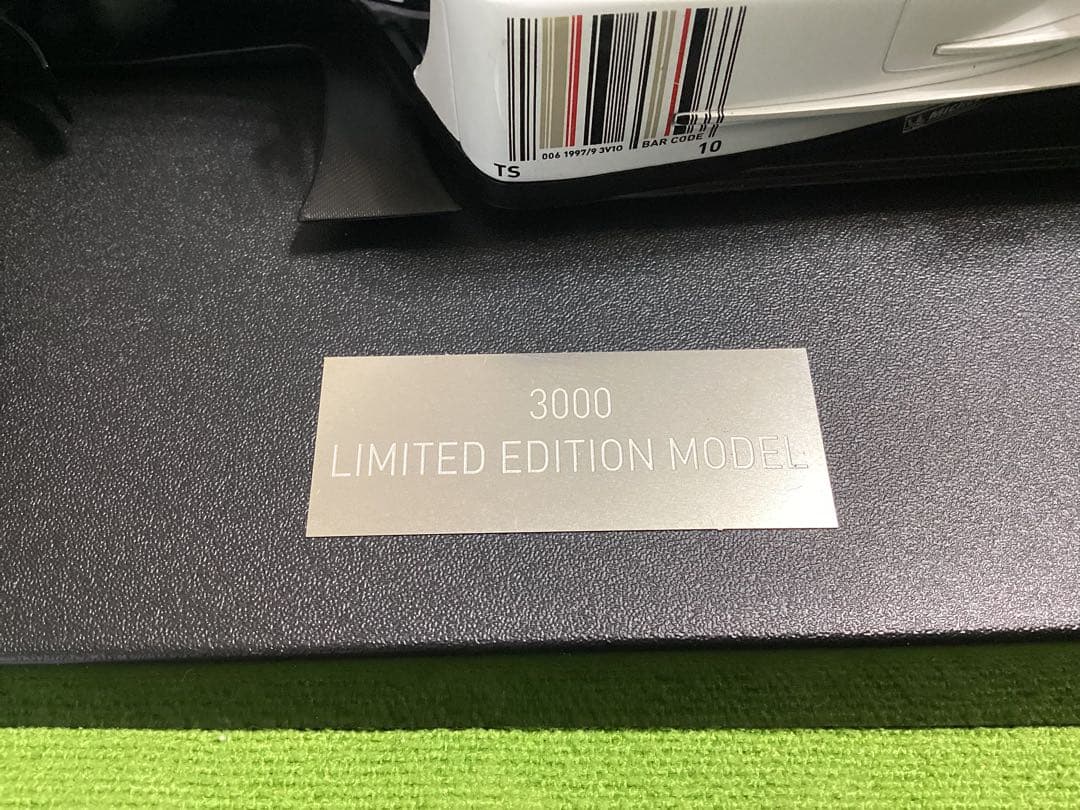 006 1997/9 3V10
BAR CODE
10
TS
3000
LIMITED EDITION MODEL